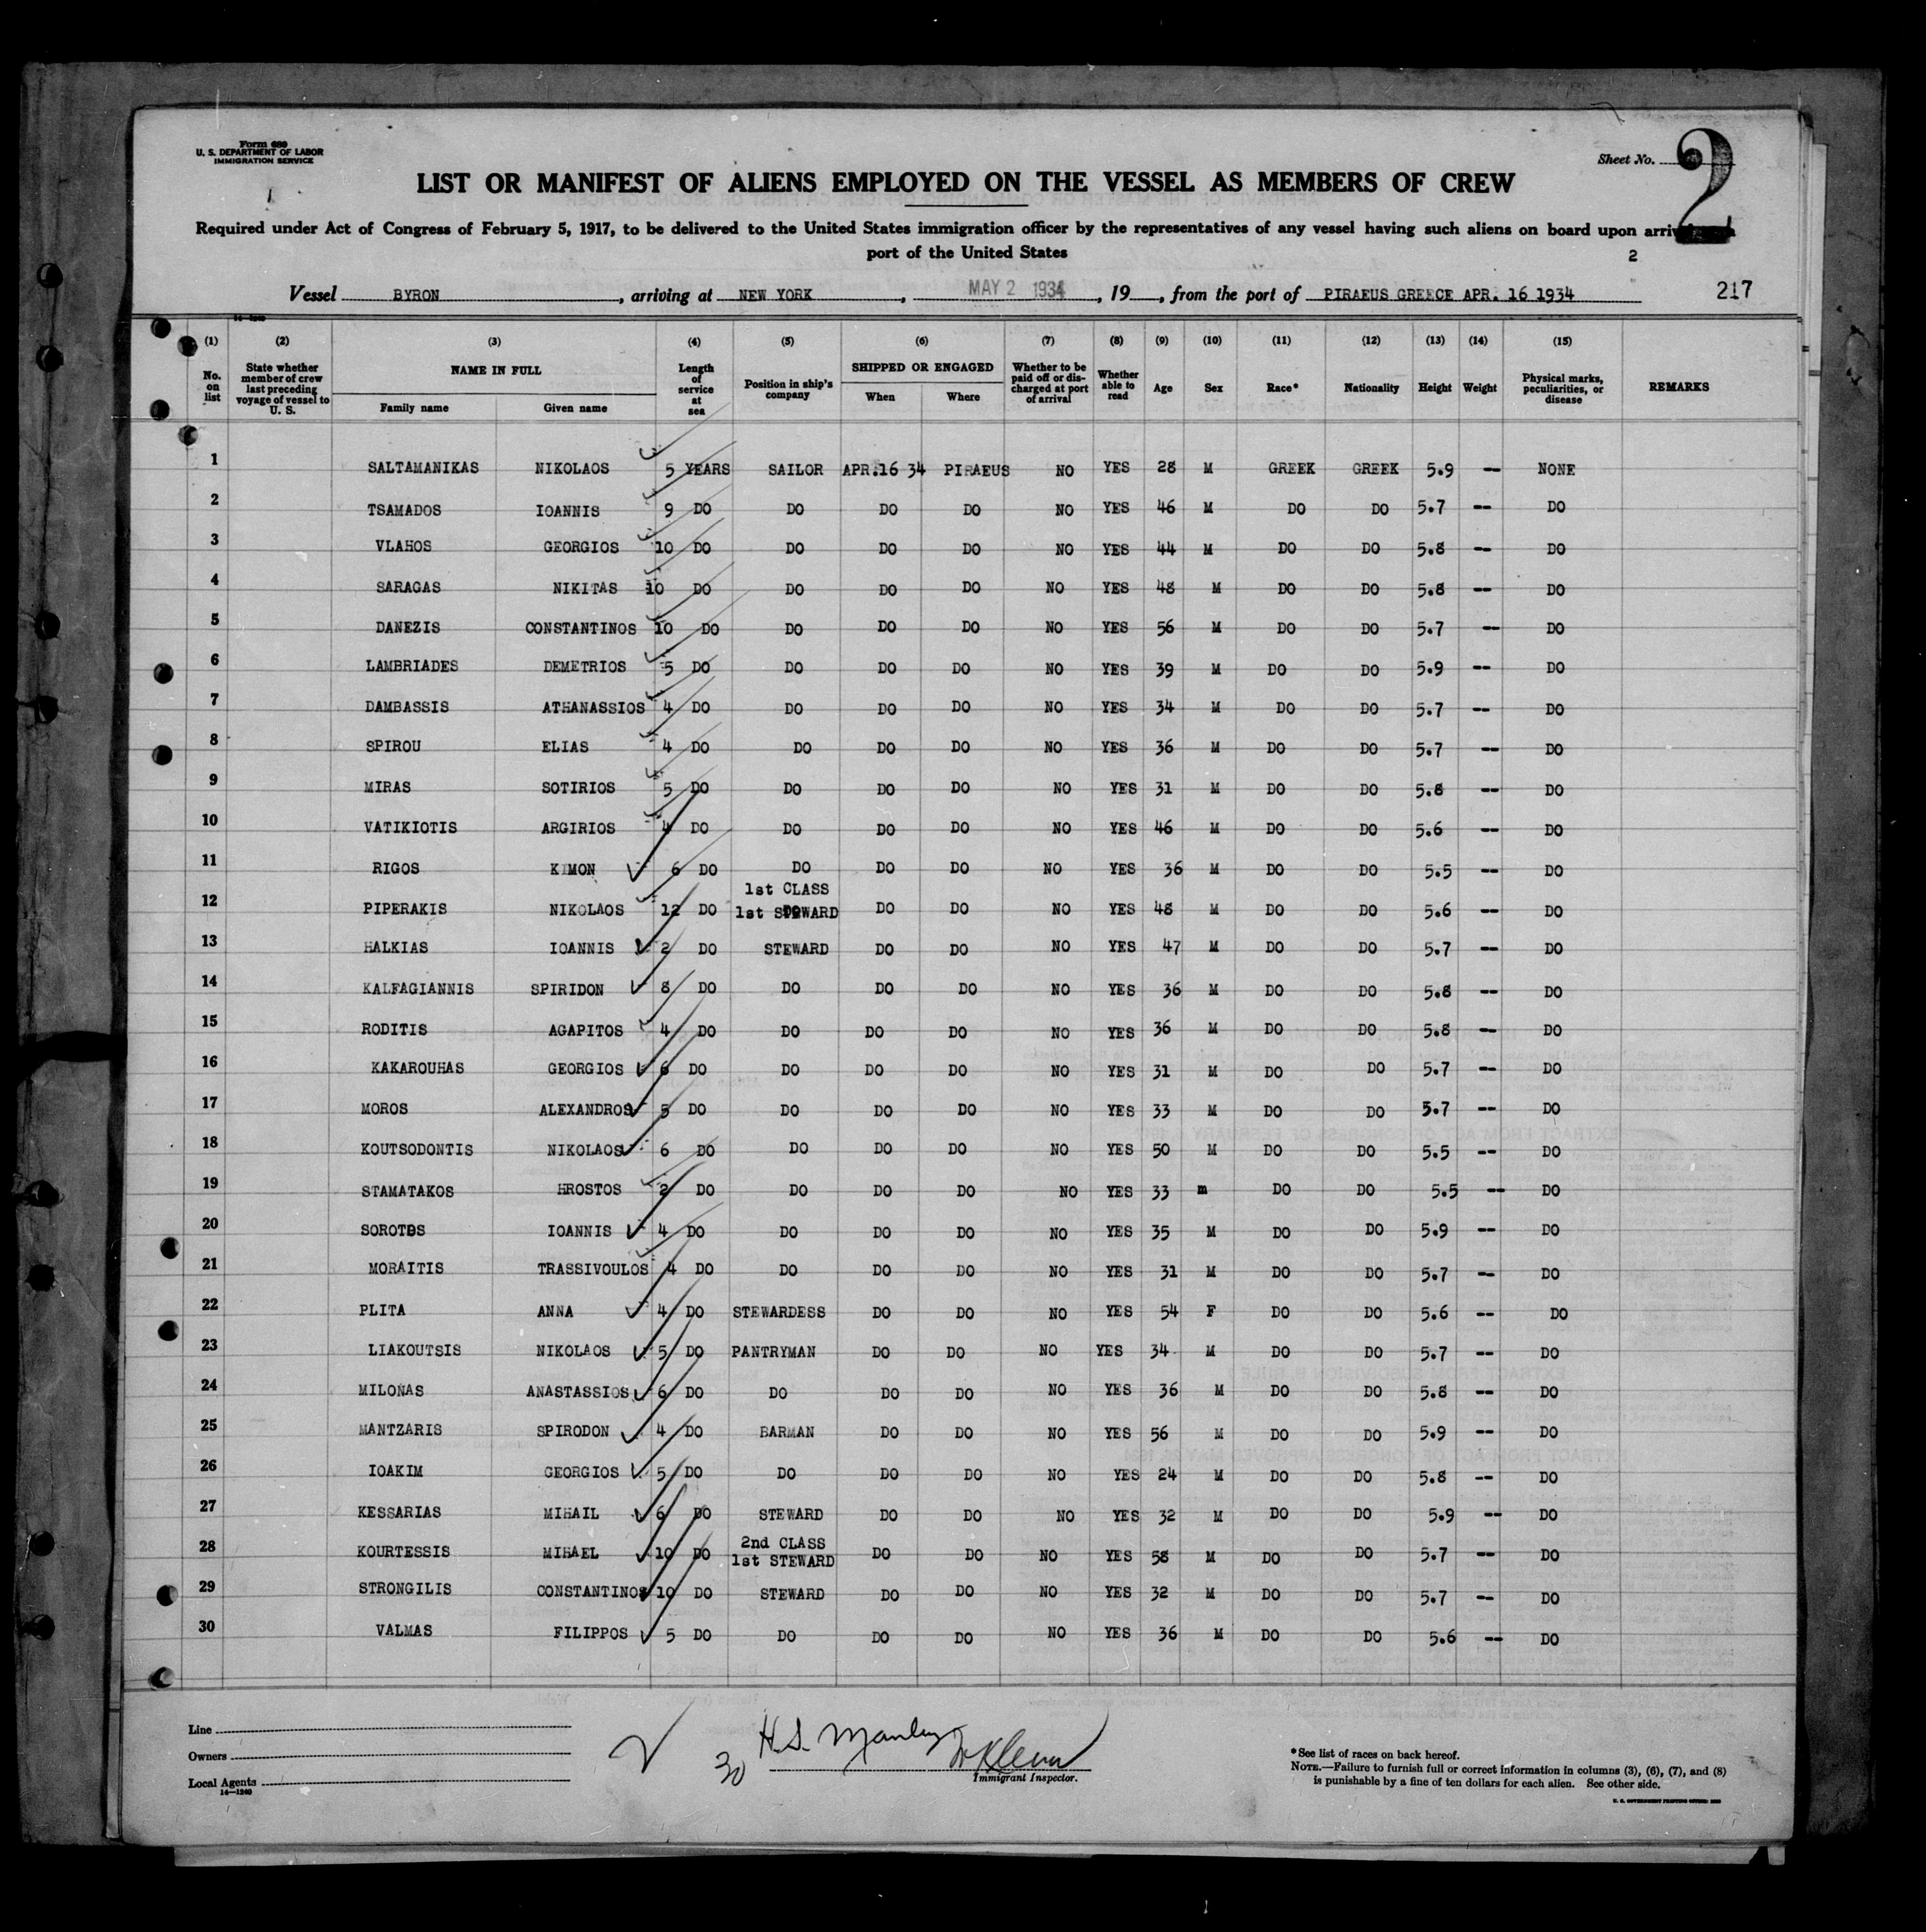 Form 680
U. S. DEPARTMENT OF LABOR
IMMIGRATION SERVICE
Sheet No. 2
LIST OR MANIFEST OF ALIENS EMPLOYED ON THE VESSEL AS MEMBERS OF CREW
Required under Act of Congress of February 5, 1917, to be delivered to the United States immigration officer by the representatives of any vessel having such aliens on board upon
port of the United States
2
Vessel BYRON, arriving at NEW YORK, MAY 2 1934, 19, from the port of PIRAEUS GREECE APR. 16 1934 217
(1) (2) (3) (4) (5) (6) (7) (8) (9) (10) (11) (12) (13) (14) (15)
No. on list State whether member of crew last preceding voyage of vessel to U. S. NAME IN FULL Family name Given name Length of service at sea Position in ship's company SHIPPED OR ENGAGED When Where Whether to be paid off or discharged at port of arrival Whether able to read Age Sex Race* Nationality Height Weight Physical marks, peculiarities, or disease REMARKS
1 SALTAMANIKAS NIKOLAOS 5 YEARS SAILOR APR.16 34 PIRAEUS NO YES 28 M GREEK GREEK 5.9 -- NONE
2 TSAMADOS IOANNIS 9 DO DO DO DO NO YES 46 M DO DO 5.7 -- DO
3 VLAHOS GEORGIOS 10 DO DO DO DO NO YES 44 M DO DO 5.8 -- DO
4 SARAGAS NIKITAS 10 DO DO DO DO NO YES 48 M DO DO 5.8 -- DO
5 DANEZIS CONSTANTINOS 10 DO DO DO DO NO YES 56 M DO DO 5.7 -- DO
6 LAMBRIADES DEMETRIOS 5 DO DO DO DO NO YES 39 M DO DO 5.9 -- DO
7 DAMBASSIS ATHANASSIOS 4 DO DO DO DO NO YES 34 M DO DO 5.7 -- DO
8 SPIROU ELIAS 4 DO DO DO DO NO YES 36 M DO DO 5.7 -- DO
9 MIRAS SOTIRIOS 5 DO DO DO DO NO YES 31 M DO DO 5.8 -- DO
10 VATIKIOTIS ARGIRIOS 4 DO DO DO DO NO YES 46 M DO DO 5.6 -- DO
11 RIGOS KIMON 6 DO DO DO DO NO YES 36 M DO DO 5.5 -- DO
12 PIPERAKIS NIKOLAOS 12 DO 1st CLASS 1st STEWARD DO DO NO YES 48 M DO DO 5.6 -- DO
13 HALKIAS IOANNIS 2 DO STEWARD DO DO NO YES 47 M DO DO 5.7 -- DO
14 KALFAGIANNIS SPIRIDON 8 DO DO DO DO NO YES 36 M DO DO 5.8 -- DO
15 RODITIS AGAPITOS 4 DO DO DO DO NO YES 36 M DO DO 5.8 -- DO
16 KAKAROUHAS GEORGIOS 6 DO DO DO DO NO YES 31 M DO DO 5.7 -- DO
17 MOROS ALEXANDROS 5 DO DO DO DO NO YES 33 M DO DO 5.7 -- DO
18 KOUTSODONTIS NIKOLAOS 6 DO DO DO DO NO YES 50 M DO DO 5.5 -- DO
19 STAMATAKOS HROSTOS 2 DO DO DO DO NO YES 33 m DO DO 5.5 -- DO
20 SOROTOS IOANNIS 4 DO DO DO DO NO YES 35 M DO DO 5.9 -- DO
21 MORAITIS TRASSIVOULOS 4 DO DO DO DO NO YES 31 M DO DO 5.7 -- DO
22 PLITA ANNA 4 DO STEWARDESS DO DO NO YES 54 F DO DO 5.6 -- DO
23 LIAKOUTSIS NIKOLAOS 5 DO PANTRYMAN DO DO NO YES 34 M DO DO 5.7 -- DO
24 MILONAS ANASTASSIOS 6 DO DO DO DO NO YES 36 M DO DO 5.8 -- DO
25 MANTZARIS SPIRODON 4 DO BARMAN DO DO NO YES 56 M DO DO 5.9 -- DO
26 IOAKIM GEORGIOS 5 DO DO DO DO NO YES 24 M DO DO 5.8 -- DO
27 KESSARIAS MIHAIL 6 DO STEWARD DO DO NO YES 32 M DO DO 5.9 -- DO
28 KOURTESSIS MIHAEL 10 DO 2nd CLASS 1st STEWARD DO DO NO YES 58 M DO DO 5.7 -- DO
29 STRONGILIS CONSTANTINOS 10 DO STEWARD DO DO NO YES 32 M DO DO 5.7 -- DO
30 VALMAS FILIPPOS 5 DO DO DO DO NO YES 36 M DO DO 5.6 -- DO
Line
Owners
Local Agents
14—1240
30 H.S. Manley
Immigrant Inspector.
*See list of races on back hereof.
NOTE.—Failure to furnish full or correct information in columns (3), (6), (7), and (8)
is punishable by a fine of ten dollars for each alien. See other side.